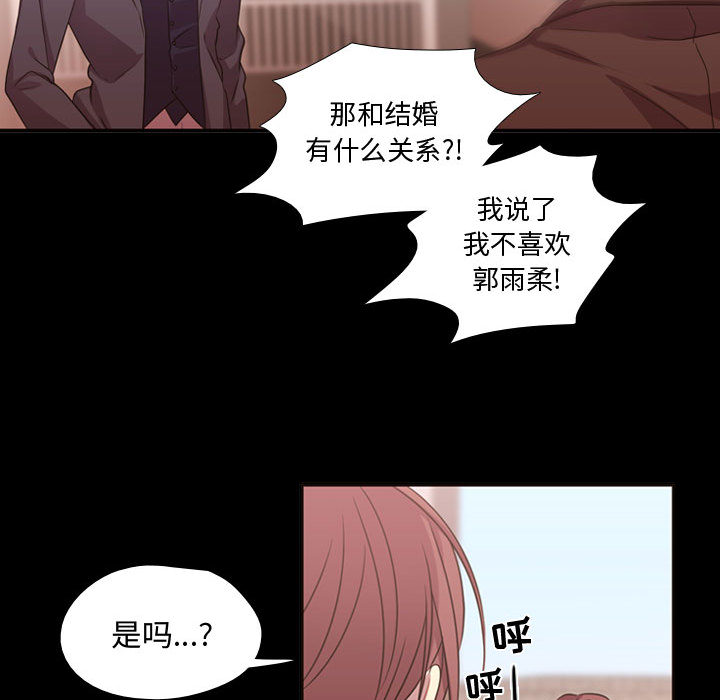 那和结婚
有什么关系?!
我说了
我不喜欢
郭雨柔!
是吗...?
呼
呼